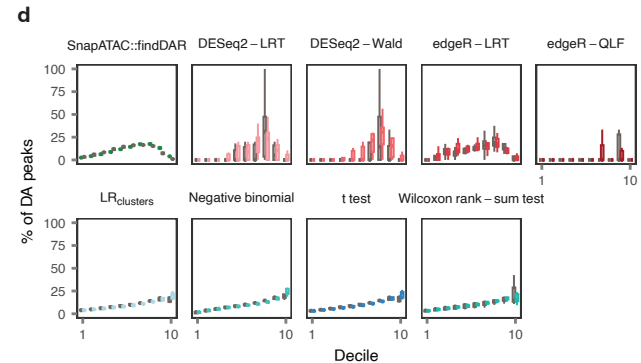 d
SnapATAC::findDAR DESeq2 – LRT DESeq2 – Wald edgeR – LRT edgeR – QLF
100
75
50
25
0
1 10
LRclusters Negative binomial t test Wilcoxon rank – sum test
100
75
50
25
0
1 10 1 10 1 10 1 10
% of DA peaks
Decile